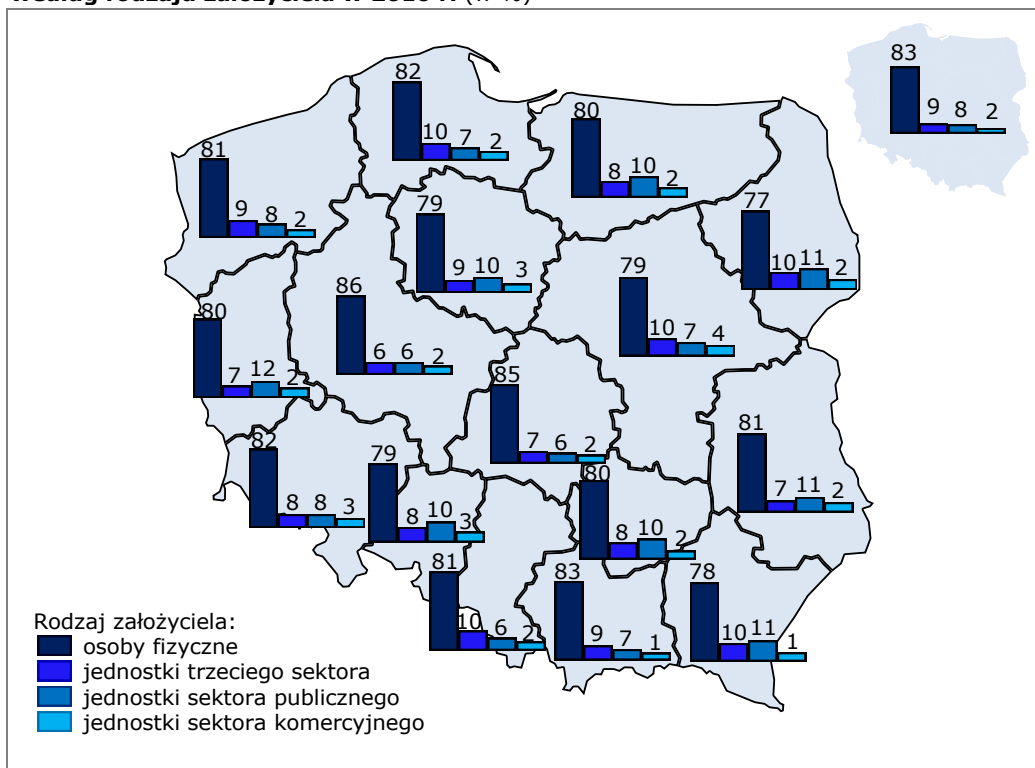 według rodzaju założyciela w r. (w %)
83
9 8 2
82
10 7 2
80
8 10 2
81
9 8 2
79
9 10 3
77
10 11 2
86
6 6 2
79
10 7 4
80
7 12 2
85
7 6 2
81
7 11 2
82
8 8 3
79
8 10 3
80
8 10 2
81
10 6 2
83
9 7 1
78
10 11 1
Rodzaj założyciela:
osoby fizyczne
jednostki trzeciego sektora
jednostki sektora publicznego
jednostki sektora komercyjnego